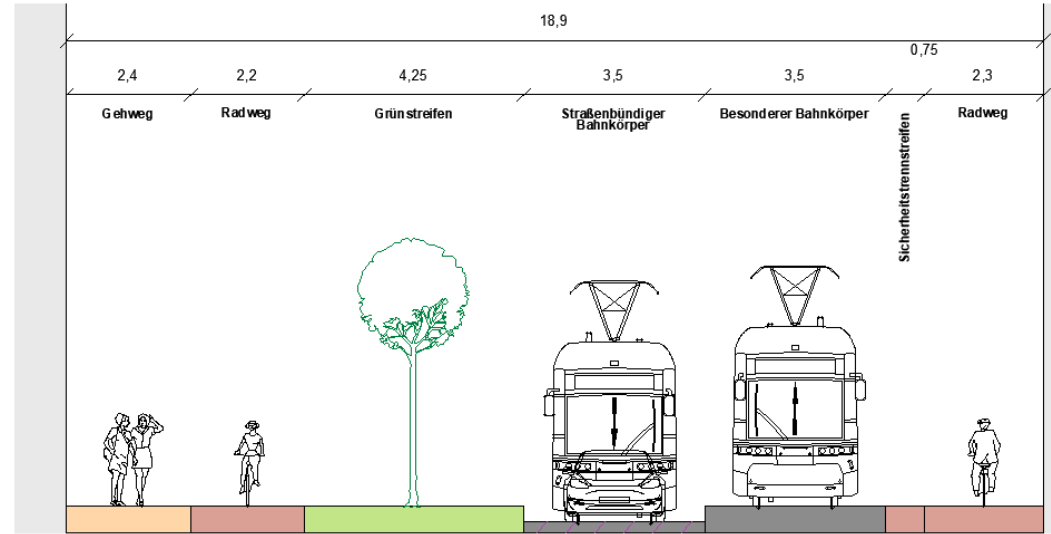 18,9
0,75
2,4
2,2
4,25
3,5
3,5
2,3
Gehweg
Radweg
Grünstreifen
Straßenbündiger
Bahnkörper
Besonderer Bahnkörper
Sicherheitstrennstreifen
Radweg